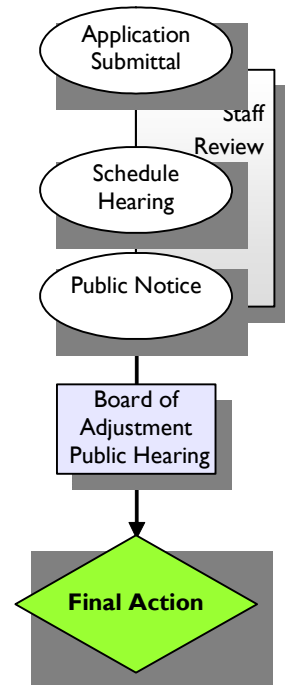 Application
Submittal
Staff
Review
Schedule
Hearing
Public Notice
Board of
Adjustment
Public Hearing
Final Action